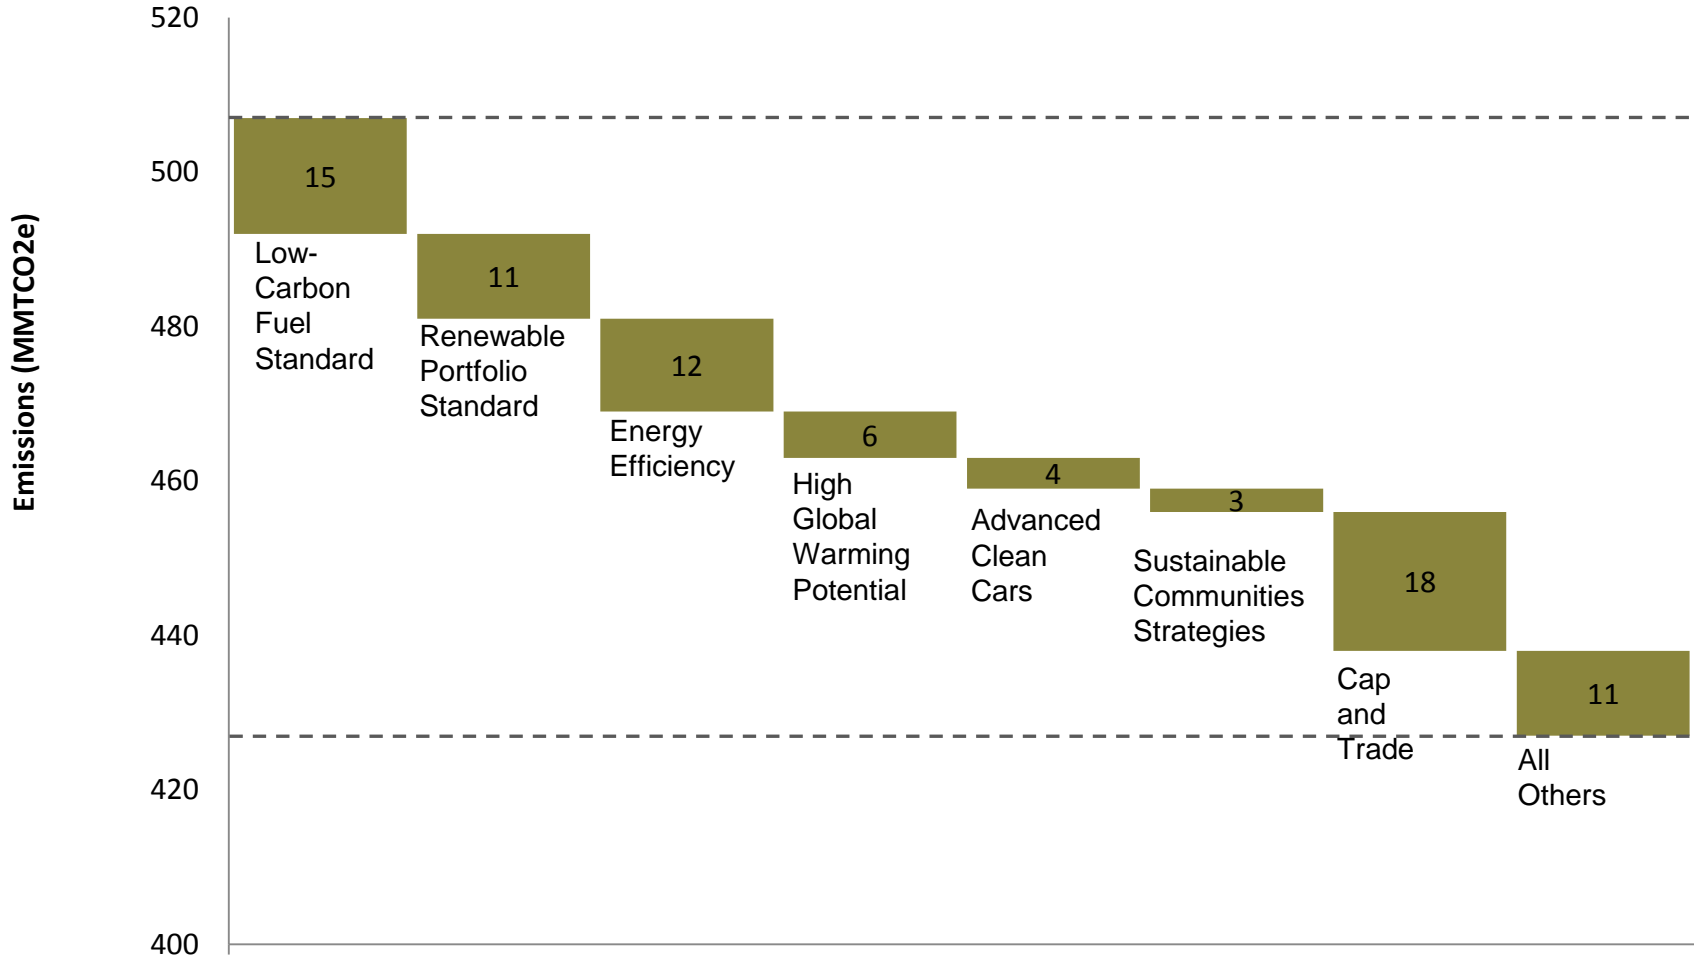 Emissions (MMTCO2e)
520
500
480
460
440
420
400
15
Low-
Carbon
Fuel
Standard
11
Renewable
Portfolio
Standard
12
Energy
Efficiency
6
High
Global
Warming
Potential
4
Advanced
Clean
Cars
3
Sustainable
Communities
Strategies
18
Cap
and
Trade
11
All
Others